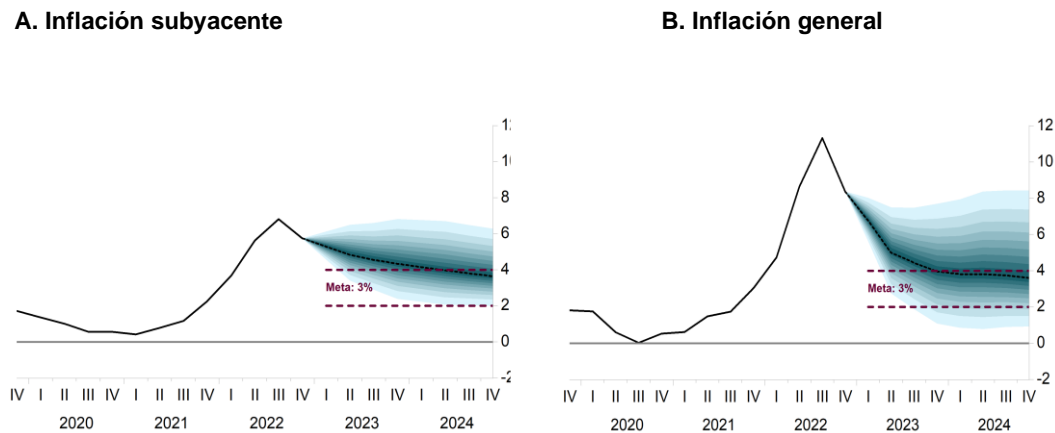 A. Inflación subyacente
B. Inflación general
12
10
8
6
4
2
0
-2
Meta: 3%
IV I II III IV I II III IV I II III IV I II III IV I II III IV
2020 2021 2022 2023 2024
12
10
8
6
4
2
0
-2
Meta: 3%
IV I II III IV I II III IV I II III IV I II III IV I II III IV
2020 2021 2022 2023 2024